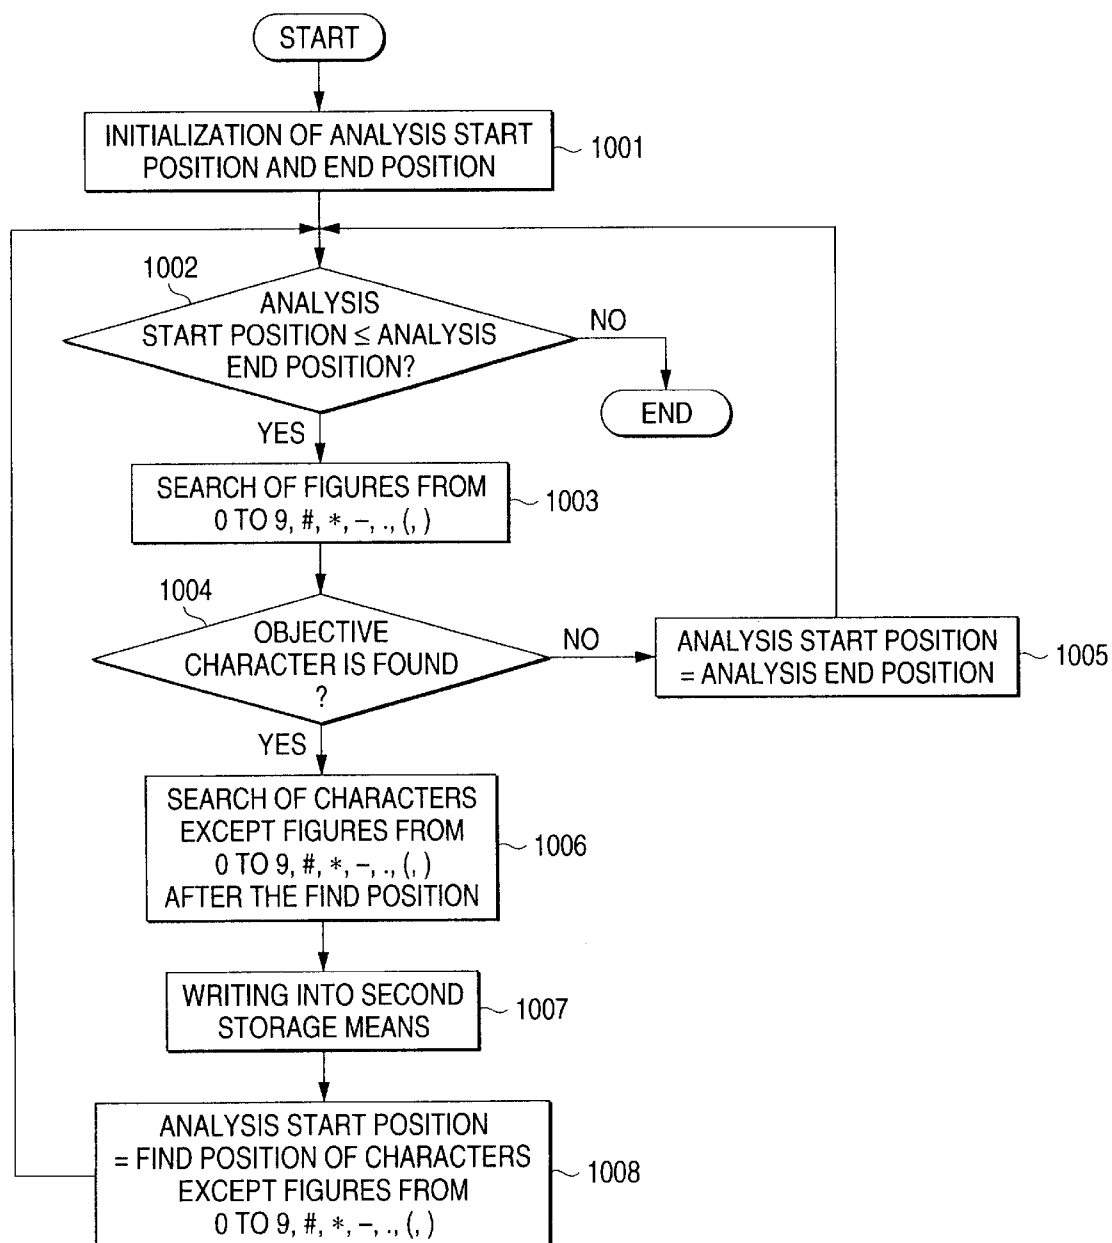 START
INITIALIZATION OF ANALYSIS START
POSITION AND END POSITION
1001
1002
ANALYSIS
START POSITION ≤ ANALYSIS
END POSITION?
NO
END
YES
SEARCH OF FIGURES FROM
0 TO 9, #, *, –, ., (, )
1003
1004
OBJECTIVE
CHARACTER IS FOUND
?
NO
ANALYSIS START POSITION
= ANALYSIS END POSITION
1005
YES
SEARCH OF CHARACTERS
EXCEPT FIGURES FROM
0 TO 9, #, *, –, ., (, )
AFTER THE FIND POSITION
1006
WRITING INTO SECOND
STORAGE MEANS
1007
ANALYSIS START POSITION
= FIND POSITION OF CHARACTERS
EXCEPT FIGURES FROM
0 TO 9, #, *, –, ., (, )
1008